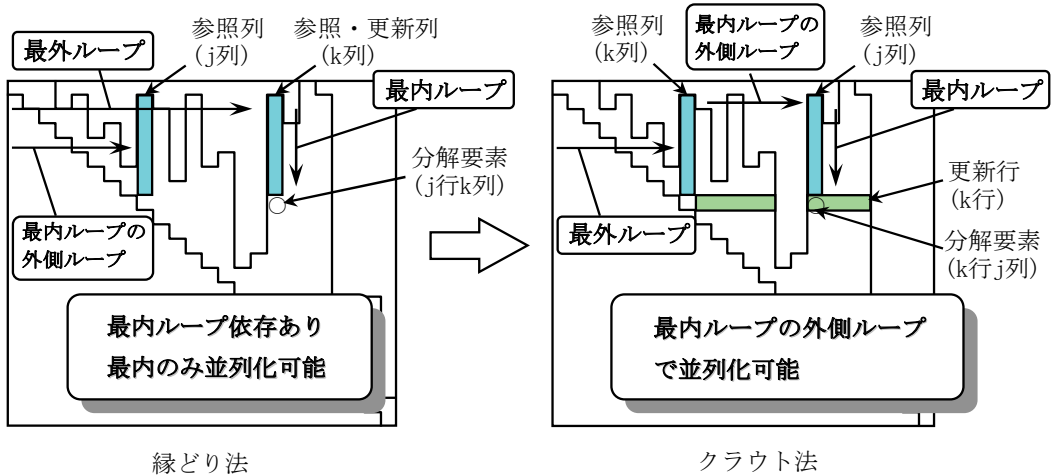 参照列
(j列)
参照・更新列
(k列)
最外ループ
最内ループ
分解要素
(j行k列)
最内ループの
外側ループ
最内ループ依存あり
最内のみ並列化可能
縁どり法
参照列
(k列)
最内ループの
外側ループ
参照列
(j列)
最内ループ
更新行
(k行)
最外ループ
分解要素
(k行j列)
最内ループの外側ループ
で並列化可能
クラウト法